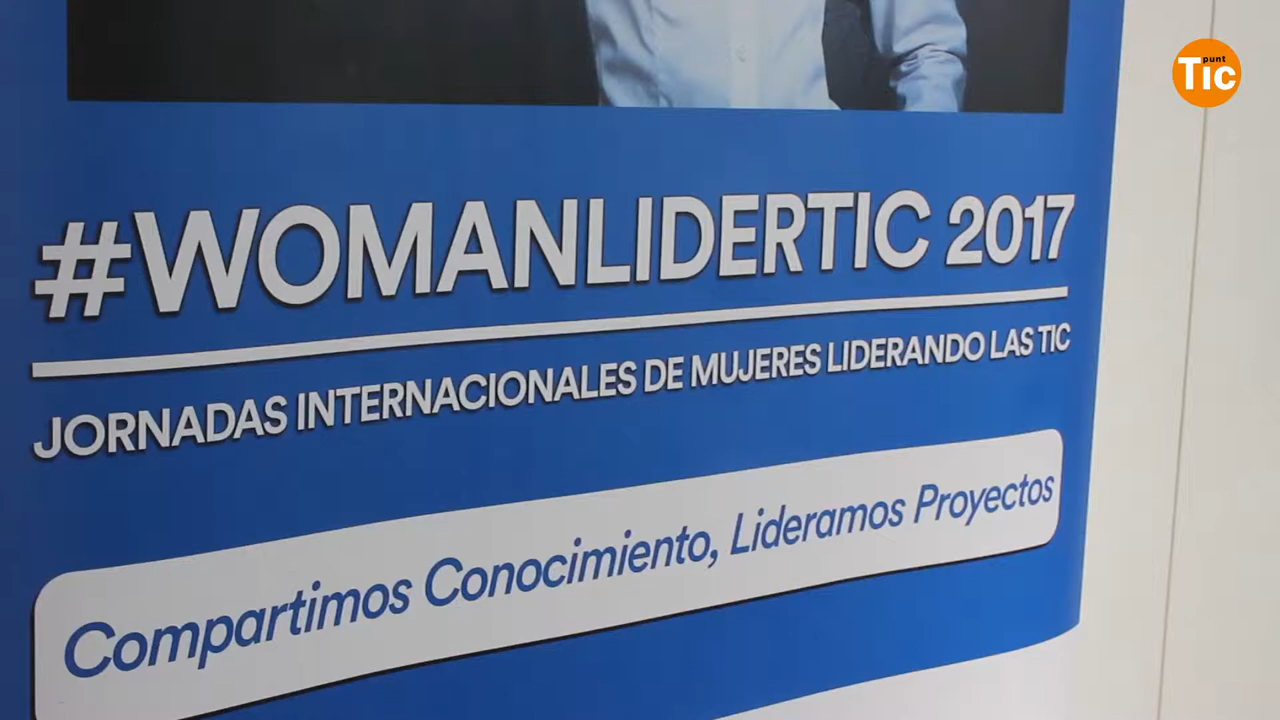 punt
Tic
#WOMANLIDERTIC 2017
JORNADAS INTERNACIONALES DE MUJERES LIDERANDO LAS TIC
Compartimos Conocimiento, Lideramos Proyectos